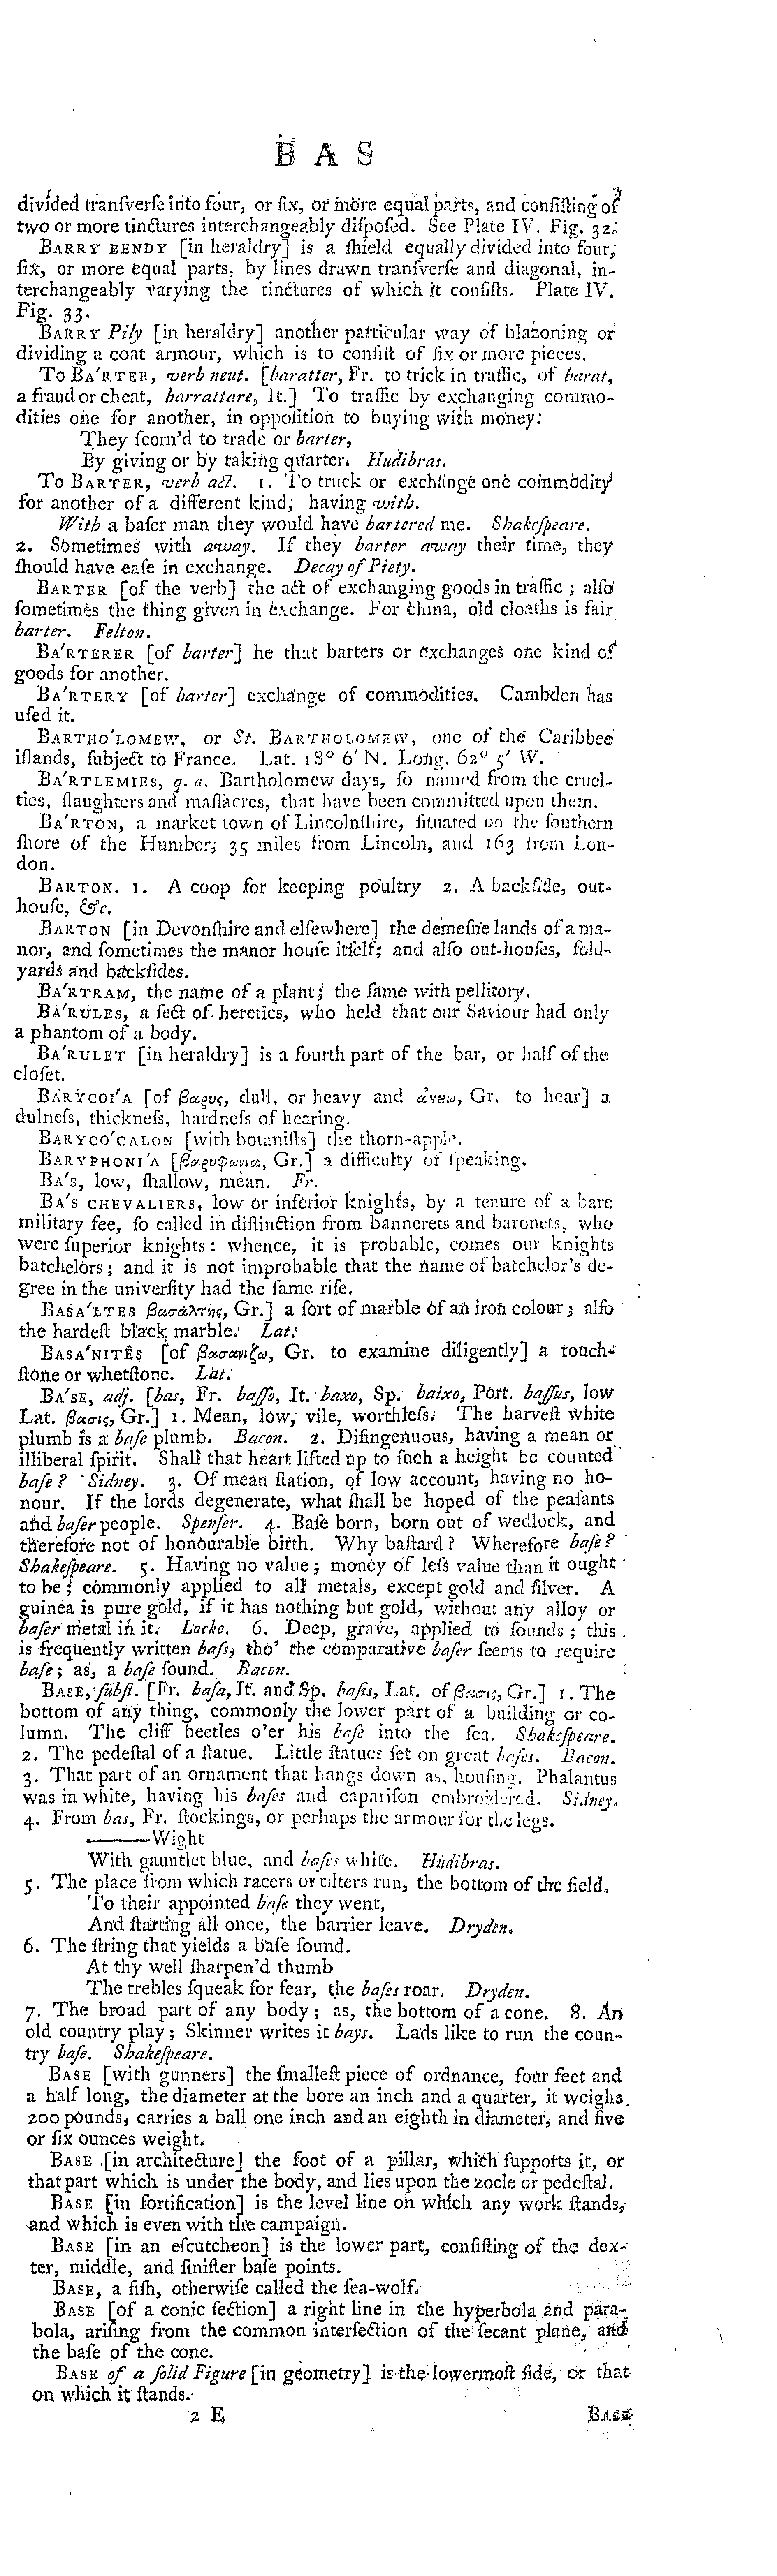 B A S
divided tranſverſe into four, or ſix, or more equal parts, and conſiſting of
two or more tinctures interchangeably diſpoſed. See Plate IV. Fig. 32.
BARRY BENDY [in heraldry] is a ſhield equally divided into four,
ſix, or more equal parts, by lines drawn tranſverſe and diagonal, in-
terchangeably varying the tinctures of which it conſiſts. Plate IV.
Fig. 33.
BARRY Pily [in heraldry] another particular way of blazoning or
dividing a coat armour, which is to conſiſt of ſix or more pieces.
To BA'RTER, verb neut. [baratter, Fr. to trick in traffic, of barat,
a fraud or cheat, barrattare, It.] To traffic by exchanging commo-
dities one for another, in oppoſition to buying with money:
They ſcorn'd to trade or barter,
By giving or by taking quarter. Hudibras.
To BARTER, verb act. 1. To truck or exchange one commodity
for another of a different kind, having with.
With a baſer man they would have bartered me. Shakeſpeare.
2. Sometimes with away. If they barter away their time, they
ſhould have eaſe in exchange. Decay of Piety.
BARTER [of the verb] the act of exchanging goods in traffic; alſo
ſometimes the thing given in exchange. For china, old cloaths is fair
barter. Felton.
BA'RTERER [of barter] he that barters or exchanges one kind of
goods for another.
BA'RTERY [of barter] exchange of commodities. Cambden has
uſed it.
BARTHO'LOMEW, or St. BARTHOLOMEW, one of the Caribbee
iſlands, ſubject to France. Lat. 18° 6′ N. Long. 62° 5′ W.
BA'RTLEMIES, q. a. Bartholomew days, ſo named from the cruel-
ties, ſlaughters and maſſacres, that have been committed upon them.
BA'RTON, a market town of Lincolnſhire, ſituated on the ſouthern
ſhore of the Humber, 35 miles from Lincoln, and 163 from Lon-
don.
BARTON. 1. A coop for keeping poultry 2. A backſide, out-
houſe, &c.
BARTON [in Devonſhire and elſewhere] the demeſne lands of a ma-
nor, and ſometimes the manor houſe itſelf; and alſo out-houſes, fold-
yards and backſides.
BA'RTRAM, the name of a plant; the ſame with pellitory.
BA'RULES, a ſect of heretics, who held that our Saviour had only
a phantom of a body.
BA'RULET [in heraldry] is a fourth part of the bar, or half of the
cloſet.
BARYCOI'A [of βαρυς, dull, or heavy and ἀκουω, Gr. to hear] a
dulneſs, thickneſs, hardneſs of hearing.
BARYCO'CALON [with botaniſts] the thorn-apple.
BARYPHONI'A [βαρυφωνια, Gr.] a difficulty of ſpeaking.
BA'S, low, ſhallow, mean. Fr.
BA'S CHEVALIERS, low or inferior knights, by a tenure of a bare
military fee, ſo called in diſtinction from bannerets and baronets, who
were ſuperior knights: whence, it is probable, comes our knights
batchelors; and it is not improbable that the name of batchelor's de-
gree in the univerſity had the ſame riſe.
BASA'LTES βασαλτης, Gr.] a ſort of marble of an iron colour; alſo
the hardeſt black marble. Lat.
BASA'NITES [of βασανιζω, Gr. to examine diligently] a touch-
ſtone or whetſtone. Lat.
BA'SE, adj. [bas, Fr. baſſo, It. baxo, Sp. baixo, Port. baſſus, low
Lat. βασις, Gr.] 1. Mean, low, vile, worthleſs. The harveſt white
plumb is a baſe plumb. Bacon. 2. Diſingenuous, having a mean or
illiberal ſpirit. Shall that heart lifted up to ſuch a height be counted
baſe? Sidney. 3. Of mean ſtation, of low account, having no ho-
nour. If the lords degenerate, what ſhall be hoped of the peaſants
and baſer people. Spenſer. 4. Baſe born, born out of wedlock, and
therefore not of honourable birth. Why baſtard? Wherefore baſe?
Shakeſpeare. 5. Having no value; money of leſs value than it ought
to be; commonly applied to all metals, except gold and ſilver. A
guinea is pure gold, if it has nothing but gold, without any alloy or
baſer metal in it. Locke. 6. Deep, grave, applied to ſounds; this
is frequently written baſs, tho' the comparative baſer ſeems to require
baſe; as, a baſe ſound. Bacon.
BASE, ſubſt. [Fr. baſa, It. and Sp. baſis, Lat. of βασις, Gr.] 1. The
bottom of any thing, commonly the lower part of a building or co-
lumn. The cliff beetles o'er his baſe into the ſea. Shakeſpeare.
2. The pedeſtal of a ſtatue. Little ſtatues ſet on great baſes. Bacon.
3. That part of an ornament that hangs down as, houſing. Phalantus
was in white, having his baſes and capariſon embroidered. Sidney.
4. From bas, Fr. ſtockings, or perhaps the armour for the legs.
———Wight
With gauntlet blue, and baſes white. Hudibras.
5. The place from which racers or tilters run, the bottom of the field.
To their appointed baſe they went,
And ſtarting all once, the barrier leave. Dryden.
6. The ſtring that yields a baſe ſound.
At thy well ſharpen'd thumb
The trebles ſqueak for fear, the baſes roar. Dryden.
7. The broad part of any body; as, the bottom of a cone. 8. An
old country play; Skinner writes it bays. Lads like to run the coun-
try baſe. Shakeſpeare.
BASE [with gunners] the ſmalleſt piece of ordnance, four feet and
a half long, the diameter at the bore an inch and a quarter, it weighs
200 pounds, carries a ball one inch and an eighth in diameter, and five
or ſix ounces weight.
BASE [in architecture] the foot of a pillar, which ſupports it, or
that part which is under the body, and lies upon the zocle or pedeſtal.
BASE [in fortification] is the level line on which any work ſtands,
and which is even with the campaign.
BASE [in an eſcutcheon] is the lower part, conſiſting of the dex-
ter, middle, and ſiniſter baſe points.
BASE, a fiſh, otherwiſe called the ſea-wolf.
BASE [of a conic ſection] a right line in the hyperbola and para-
bola, ariſing from the common interſection of the ſecant plane, and
the baſe of the cone.
BASE of a ſolid Figure [in geometry] is the lowermoſt ſide, or that
on which it ſtands.
2 E BASE